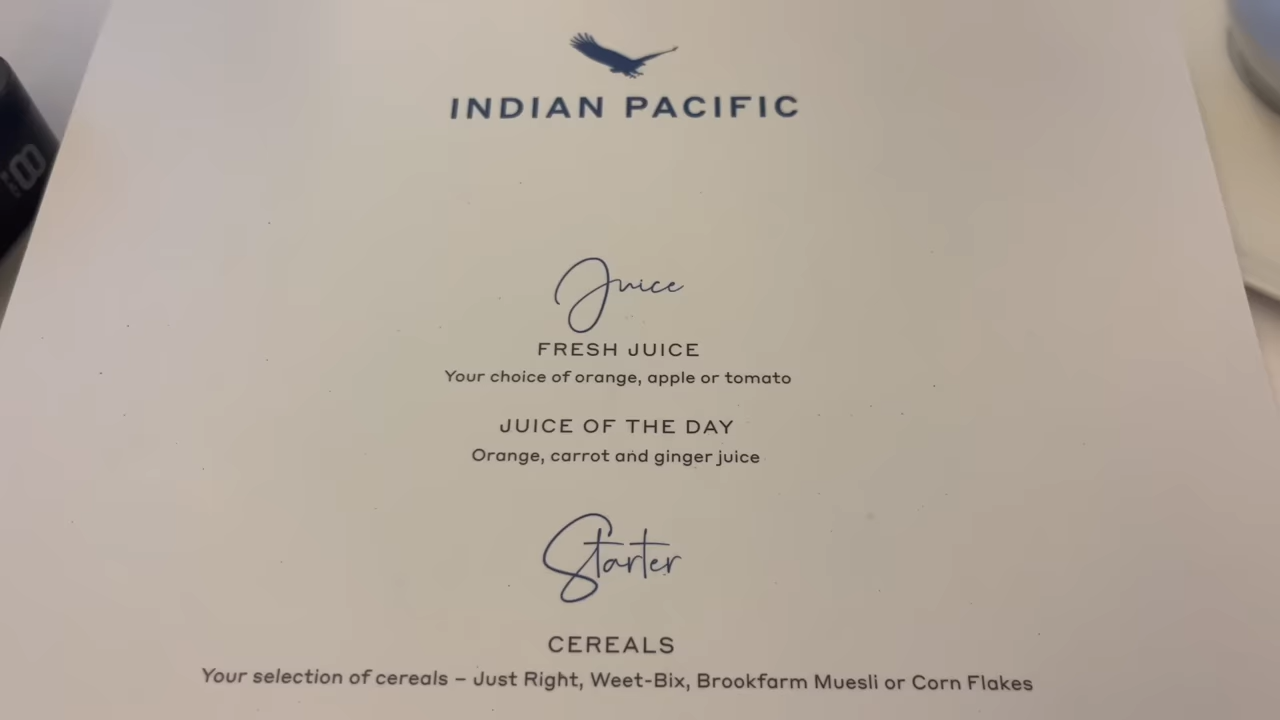 INDIAN PACIFIC
Juice
FRESH JUICE
Your choice of orange, apple or tomato
JUICE OF THE DAY
Orange, carrot and ginger juice
Starter
CEREALS
Your selection of cereals – Just Right, Weet-Bix, Brookfarm Muesli or Corn Flakes